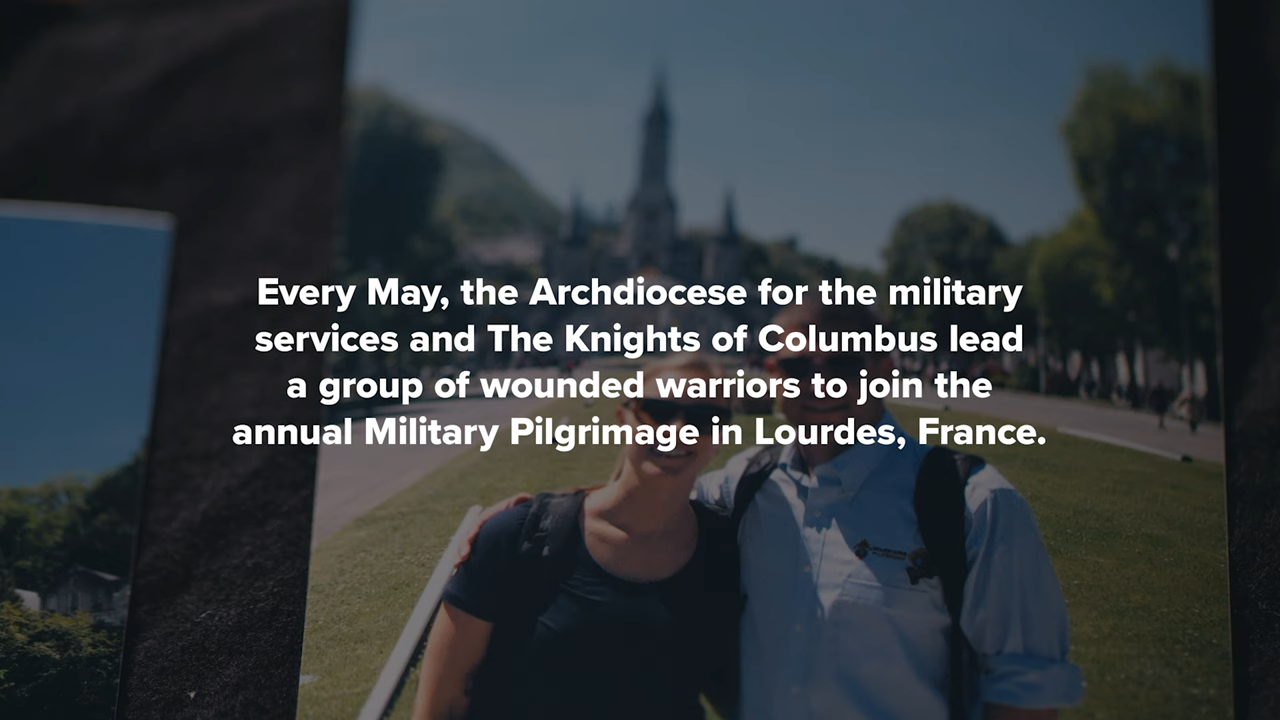 Every May, the Archdiocese for the military
services and The Knights of Columbus lead
a group of wounded warriors to join the
annual Military Pilgrimage in Lourdes, France.